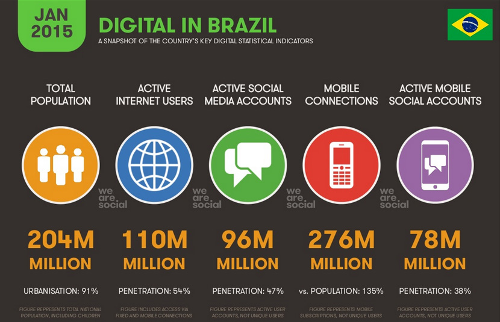 JAN
2015
DIGITAL IN BRAZIL
A SNAPSHOT OF THE COUNTRY'S KEY DIGITAL STATISTICAL INDICATORS
TOTAL
POPULATION
ACTIVE
INTERNET USERS
ACTIVE SOCIAL
MEDIA ACCOUNTS
MOBILE
CONNECTIONS
ACTIVE MOBILE
SOCIAL ACCOUNTS
we
are
social
we
are
social
we
are
social
we
are
social
204M
MILLION
110M
MILLION
96M
MILLION
276M
MILLION
78M
MILLION
URBANISATION: 91%
PENETRATION: 54%
PENETRATION: 47%
vs. POPULATION: 135%
PENETRATION: 38%
FIGURE REPRESENTS TOTAL NATIONAL
POPULATION, INCLUDING CHILDREN
FIGURE INCLUDES ACCESS VIA
FIXED AND MOBILE CONNECTIONS
FIGURE REPRESENTS ACTIVE USER
ACCOUNTS, NOT UNIQUE USERS
FIGURE REPRESENTS MOBILE
SUBSCRIPTIONS, NOT UNIQUE USERS
FIGURE REPRESENTS ACTIVE USER
ACCOUNTS, NOT UNIQUE USERS